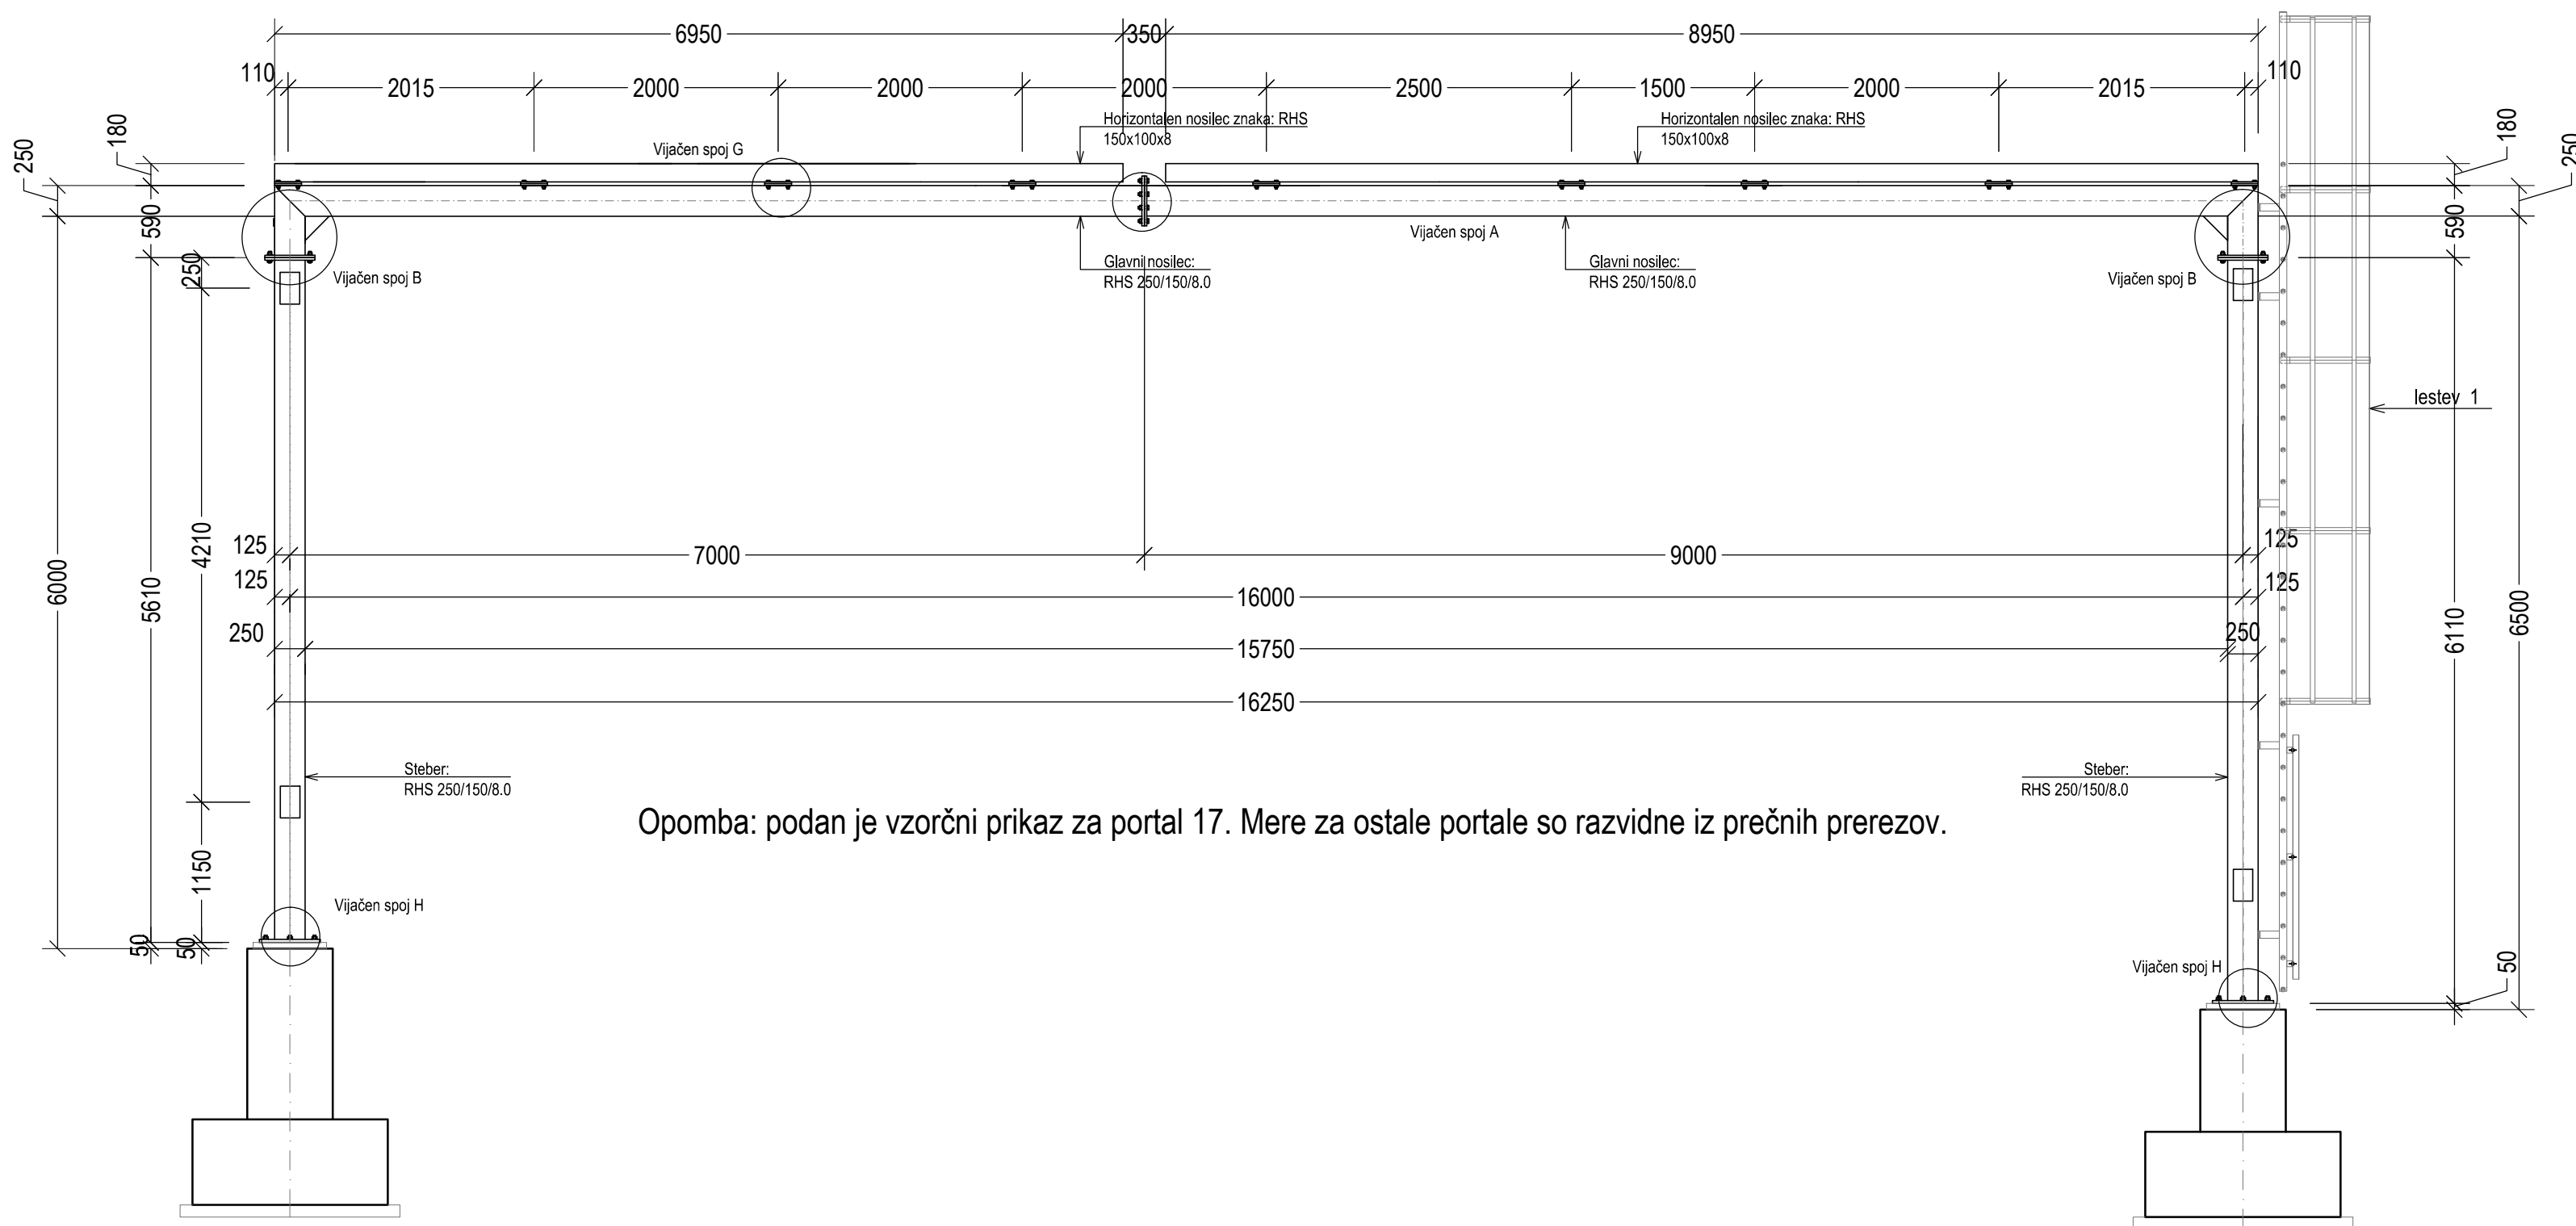 6950
350
8950
110
2015
2000
2000
2000
2500
1500
2000
2015
110
250
180
180
250
Horizontalen nosilec znaka: RHS
150x100x8
Horizontalen nosilec znaka: RHS
150x100x8
Vijačen spoj G
590
590
Vijačen spoj A
Vijačen spoj B
Vijačen spoj B
250
Glavni nosilec:
RHS 250/150/8.0
Glavni nosilec:
RHS 250/150/8.0
lestev 1
4210
125
7000
9000
125
125
16000
125
6000
5610
6110
6500
250
15750
250
16250
Steber:
RHS 250/150/8.0
Steber:
RHS 250/150/8.0
Opomba: podan je vzorčni prikaz za portal 17. Mere za ostale portale so razvidne iz prečnih prerezov.
1150
Vijačen spoj H
50
50
Vijačen spoj H
50